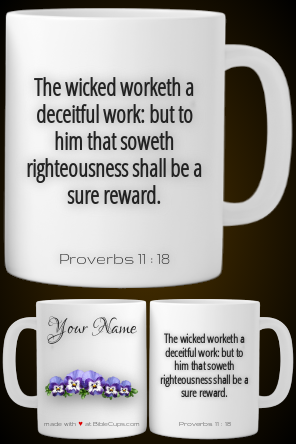 The wicked worketh a
deceitful work: but to
him that soweth
righteousness shall be a
sure reward.
Proverbs 11 : 18
Your Name
made with ♥ at BibleCups.com
The wicked worketh a
deceitful work: but to
him that soweth
righteousness shall be a
sure reward.
Proverbs 11 : 18